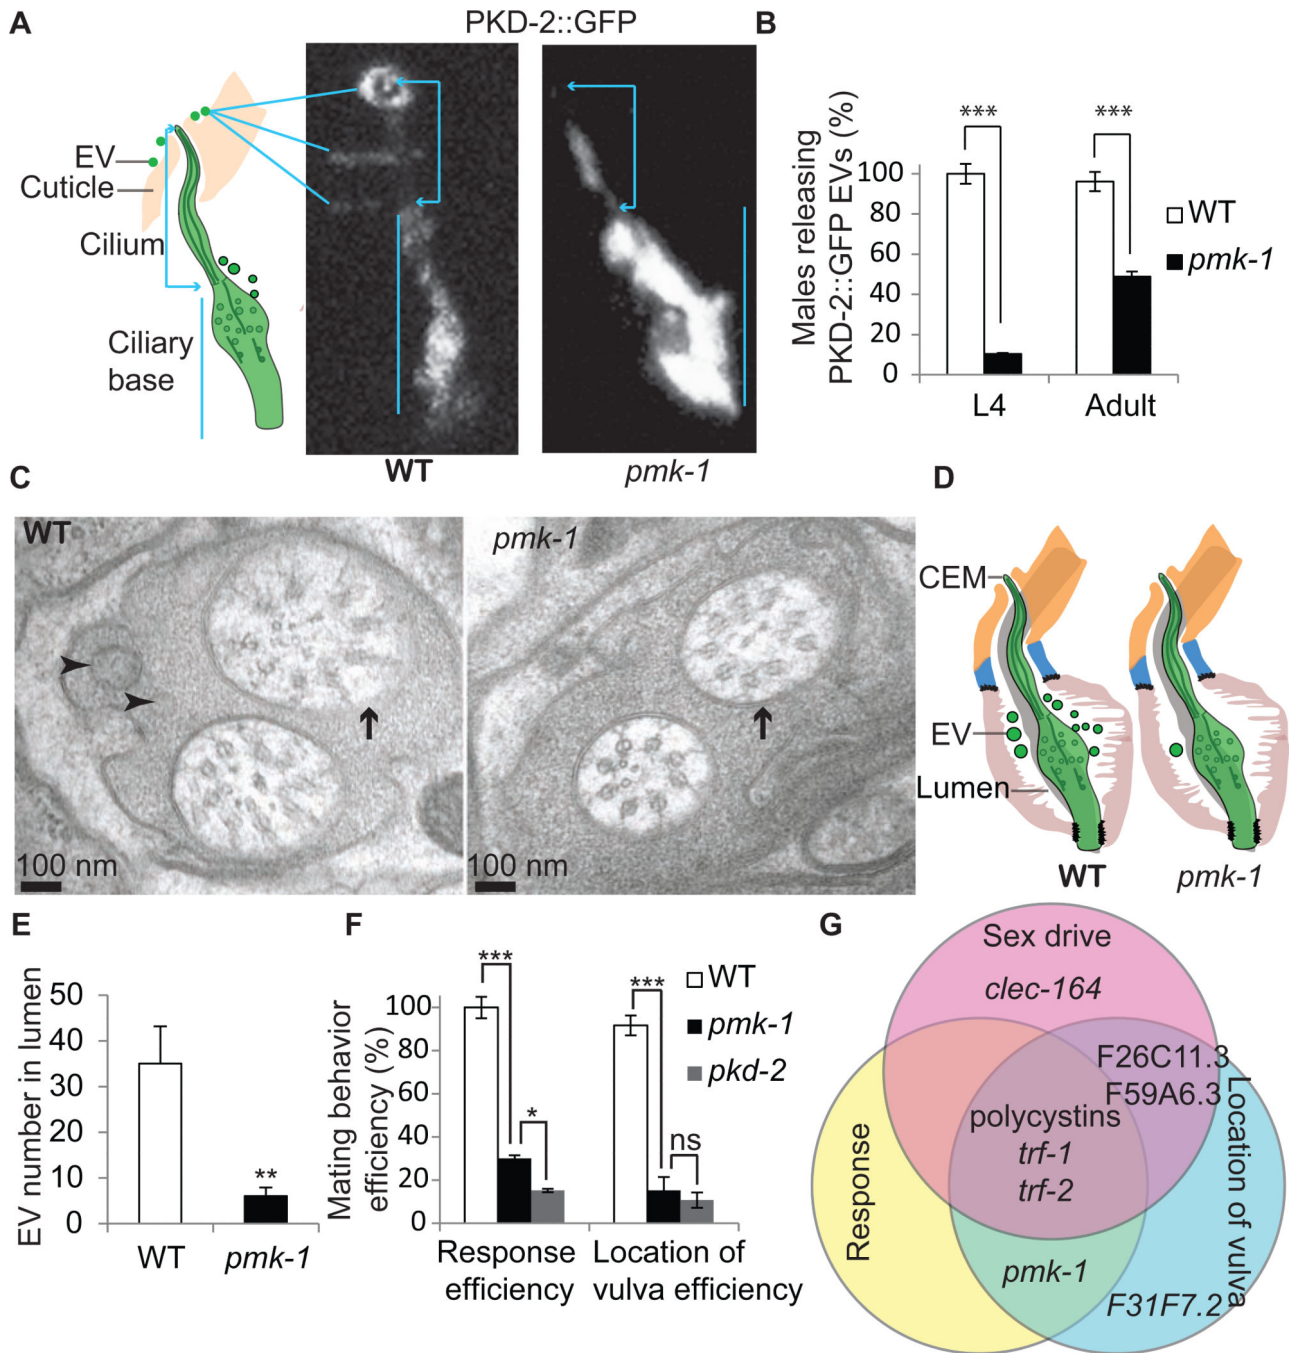 A
PKD-2::GFP
EV
Cuticle
Cilium
Ciliary
base
WT
pmk-1
B
Males releasing
PKD-2::GFP EVs (%)
***
***
100
80
60
40
20
0
L4
Adult
WT
pmk-1
C
WT
pmk-1
100 nm
100 nm
D
CEM
EV
Lumen
WT
pmk-1
E
EV number in lumen
50
40
30
20
10
0
**
WT
pmk-1
F
Mating behavior
efficiency (%)
***
***
*
ns
100
80
60
40
20
0
WT
pmk-1
pkd-2
Response
efficiency
Location of
vulva efficiency
G
Sex drive
clec-164
F26C11.3
F59A6.3
polycystins
trf-1
trf-2
Response
Location of vulva
pmk-1
F31F7.2